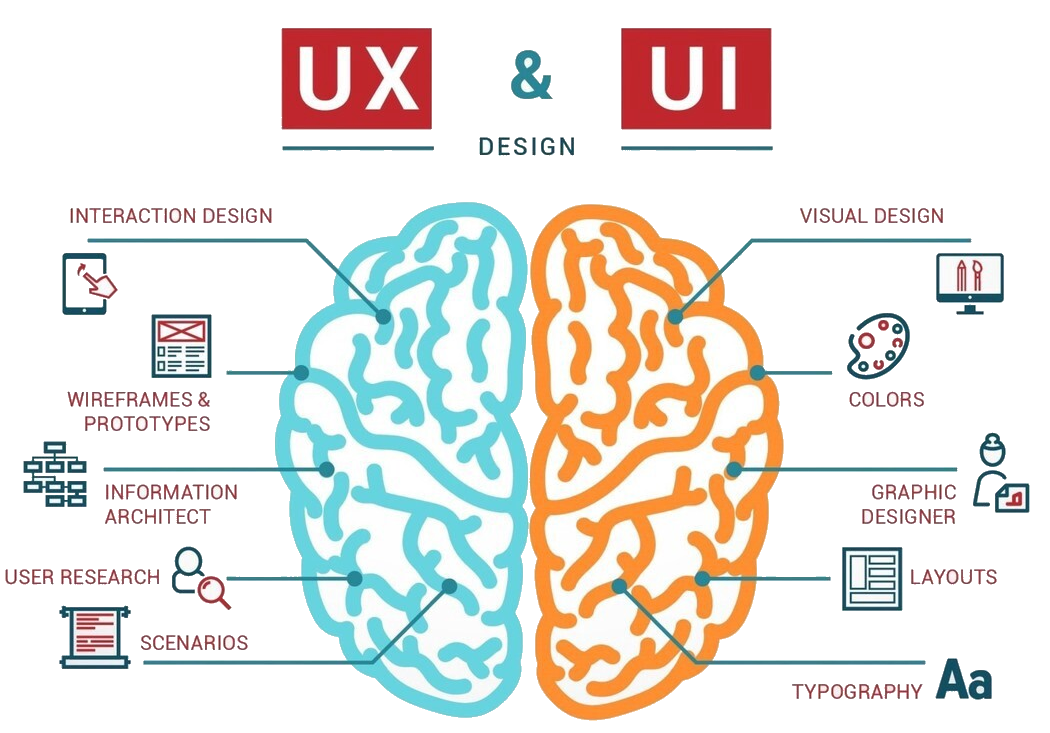 UX & UI
DESIGN
INTERACTION DESIGN
WIREFRAMES &
PROTOTYPES
INFORMATION
ARCHITECT
USER RESEARCH
SCENARIOS
VISUAL DESIGN
COLORS
GRAPHIC
DESIGNER
LAYOUTS
TYPOGRAPHY Aa